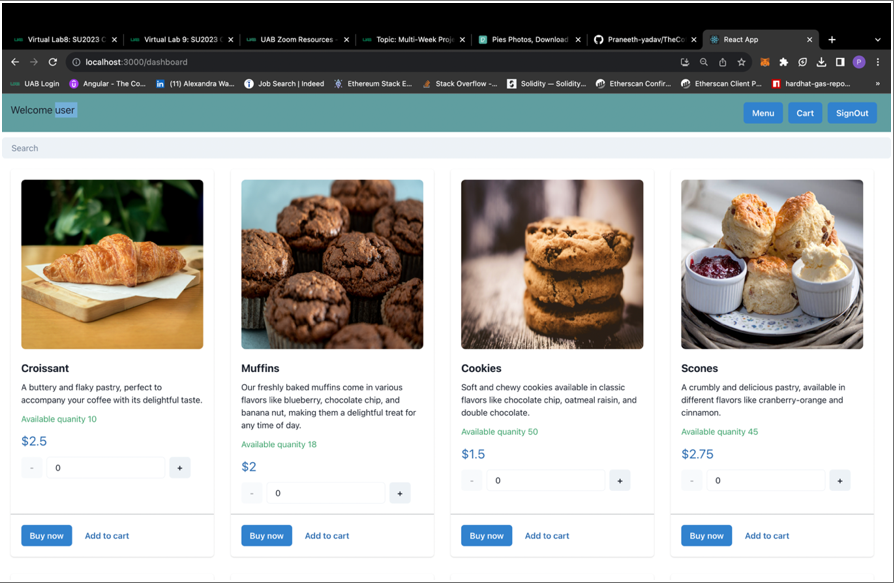 Virtual Lab8: SU2023 C
Virtual Lab 9: SU2023
UAB Zoom Resources
Topic: Multi-Week Proje
Pies Photos, Download
Praneeth-yadav/TheCo
React App
localhost:3000/dashboard
P
UAB Login
Angular - The Co...
(11) Alexandra Wa...
Job Search | Indeed
Ethereum Stack E...
Stack Overflow -...
Solidity — Solidity...
Etherscan Confir...
Etherscan Client P...
hardhat-gas-repo...
»
Welcome user
Menu
Cart
SignOut
Search
Croissant
A buttery and flaky pastry, perfect to
accompany your coffee with its delightful taste.
Available quanity 10
$2.5
- 0 +
Buy now Add to cart
Muffins
Our freshly baked muffins come in various
flavors like blueberry, chocolate chip, and
banana nut, making them a delightful treat for
any time of day.
Available quanity 18
$2
- 0 +
Buy now Add to cart
Cookies
Soft and chewy cookies available in classic
flavors like chocolate chip, oatmeal raisin, and
double chocolate.
Available quanity 50
$1.5
- 0 +
Buy now Add to cart
Scones
A crumbly and delicious pastry, available in
different flavors like cranberry-orange and
cinnamon.
Available quanity 45
$2.75
- 0 +
Buy now Add to cart